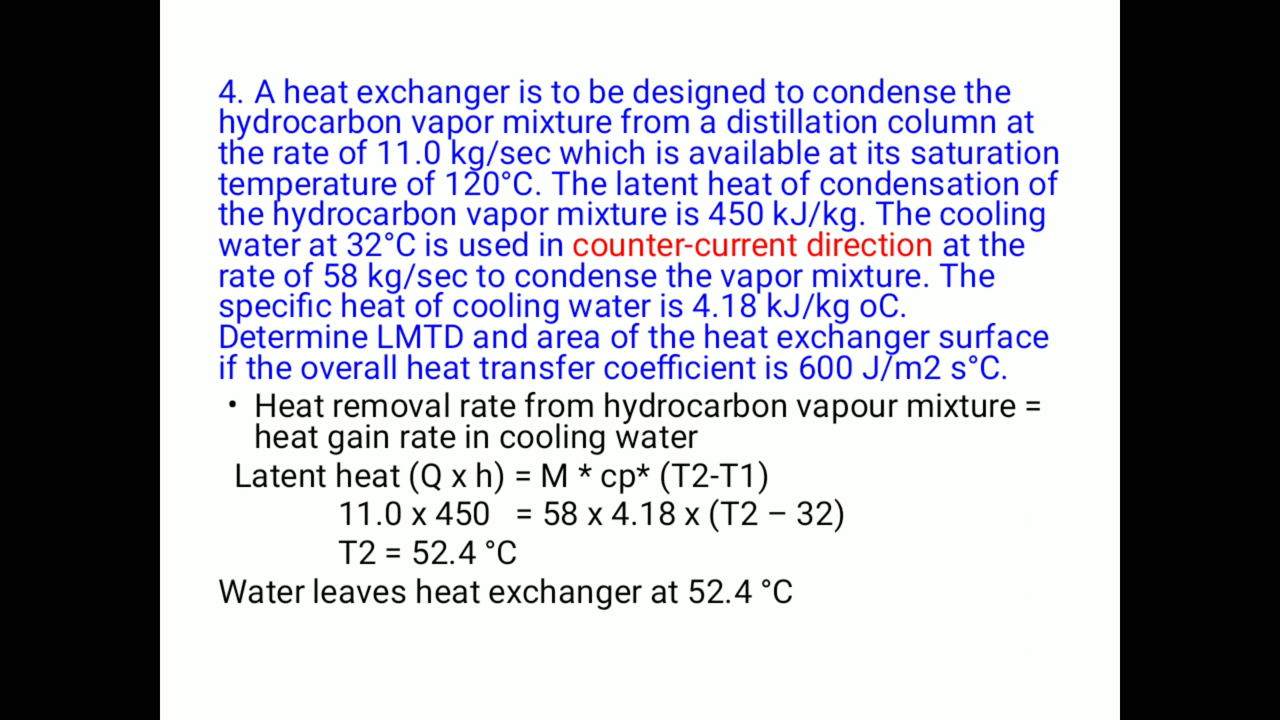 4. A heat exchanger is to be designed to condense the
hydrocarbon vapor mixture from a distillation column at
the rate of 11.0 kg/sec which is available at its saturation
temperature of 120°C. The latent heat of condensation of
the hydrocarbon vapor mixture is 450 kJ/kg. The cooling
water at 32°C is used in counter-current direction at the
rate of 58 kg/sec to condense the vapor mixture. The
specific heat of cooling water is 4.18 kJ/kg oC.
Determine LMTD and area of the heat exchanger surface
if the overall heat transfer coefficient is 600 J/m2 s°C.
• Heat removal rate from hydrocarbon vapour mixture =
heat gain rate in cooling water
Latent heat (Q x h) = M * cp* (T2-T1)
11.0 x 450 = 58 x 4.18 x (T2 – 32)
T2 = 52.4 °C
Water leaves heat exchanger at 52.4 °C